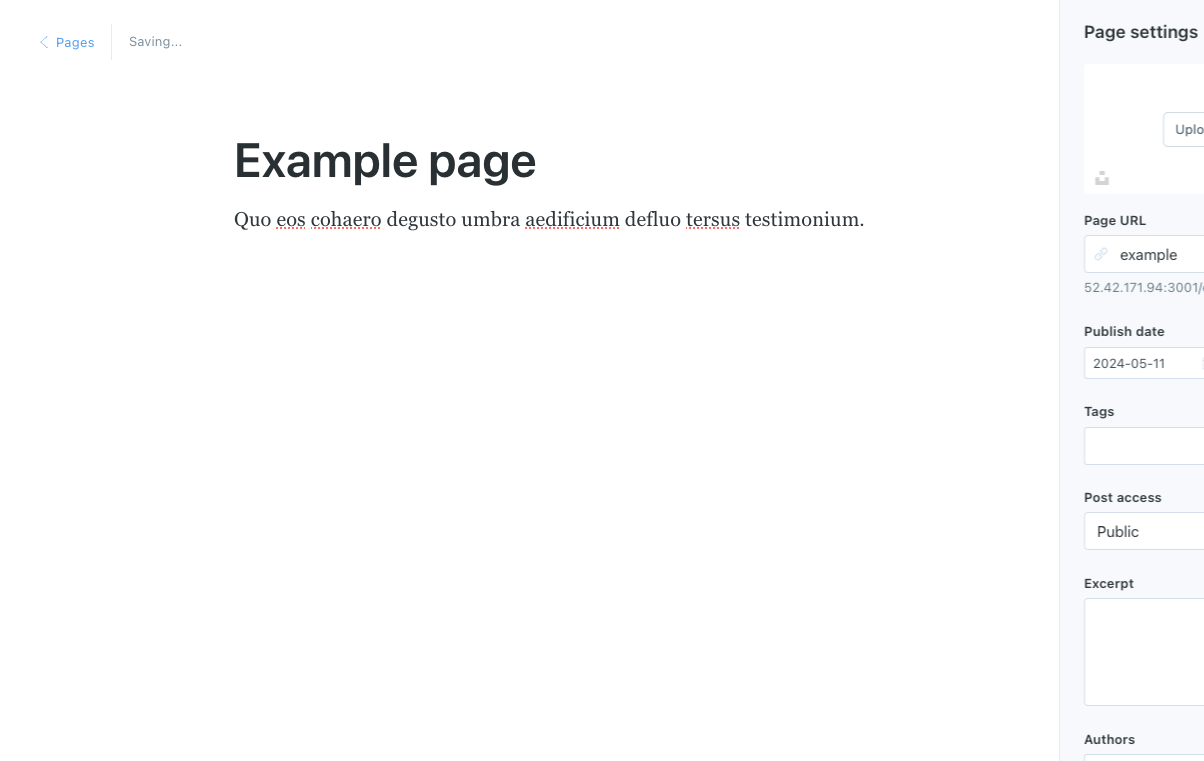 Pages
Saving...
Example page
Quo eos cohaero degusto umbra aedificium defluo tersus testimonium.
Page settings
Page URL
example
52.42.171.94:3001/
Publish date
2024-05-11
Tags
Post access
Public
Excerpt
Authors